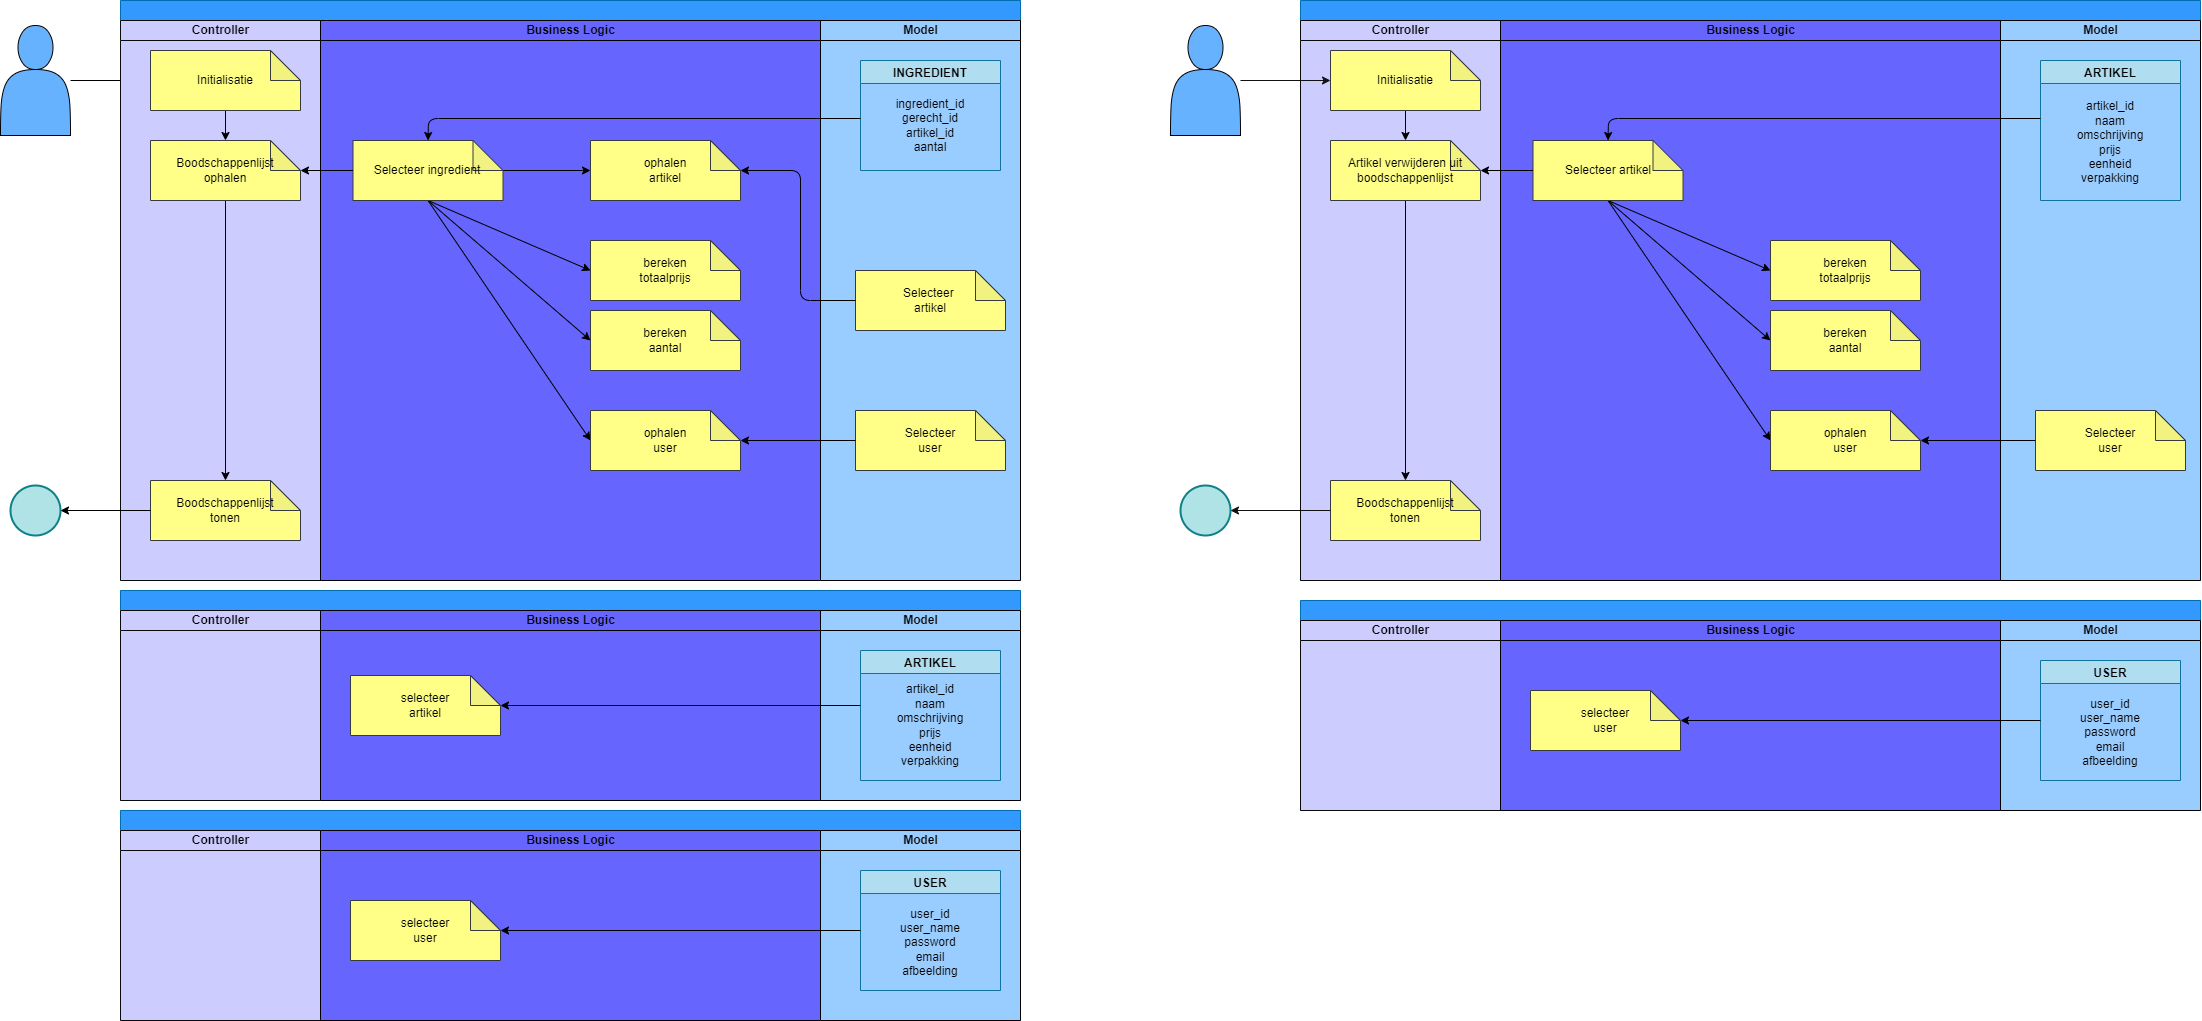 Controller
Business Logic
Model
Initialisatie
INGREDIENT
ingredient_id
gerecht_id
artikel_id
aantal
Boodschappenlijst
ophalen
Selecteer ingredient
ophalen
artikel
bereken
totaalprijs
Selecteer
artikel
bereken
aantal
ophalen
user
Selecteer
user
Boodschappenlijst
tonen
Controller
Business Logic
Model
selecteer
artikel
ARTIKEL
artikel_id
naam
omschrijving
prijs
eenheid
verpakking
Controller
Business Logic
Model
selecteer
user
USER
user_id
user_name
password
email
afbeelding
Controller
Business Logic
Model
Initialisatie
ARTIKEL
artikel_id
naam
omschrijving
prijs
eenheid
verpakking
Artikel verwijderen uit
boodschappenlijst
Selecteer artikel
bereken
totaalprijs
bereken
aantal
ophalen
user
Selecteer
user
Boodschappenlijst
tonen
Controller
Business Logic
Model
selecteer
user
USER
user_id
user_name
password
email
afbeelding